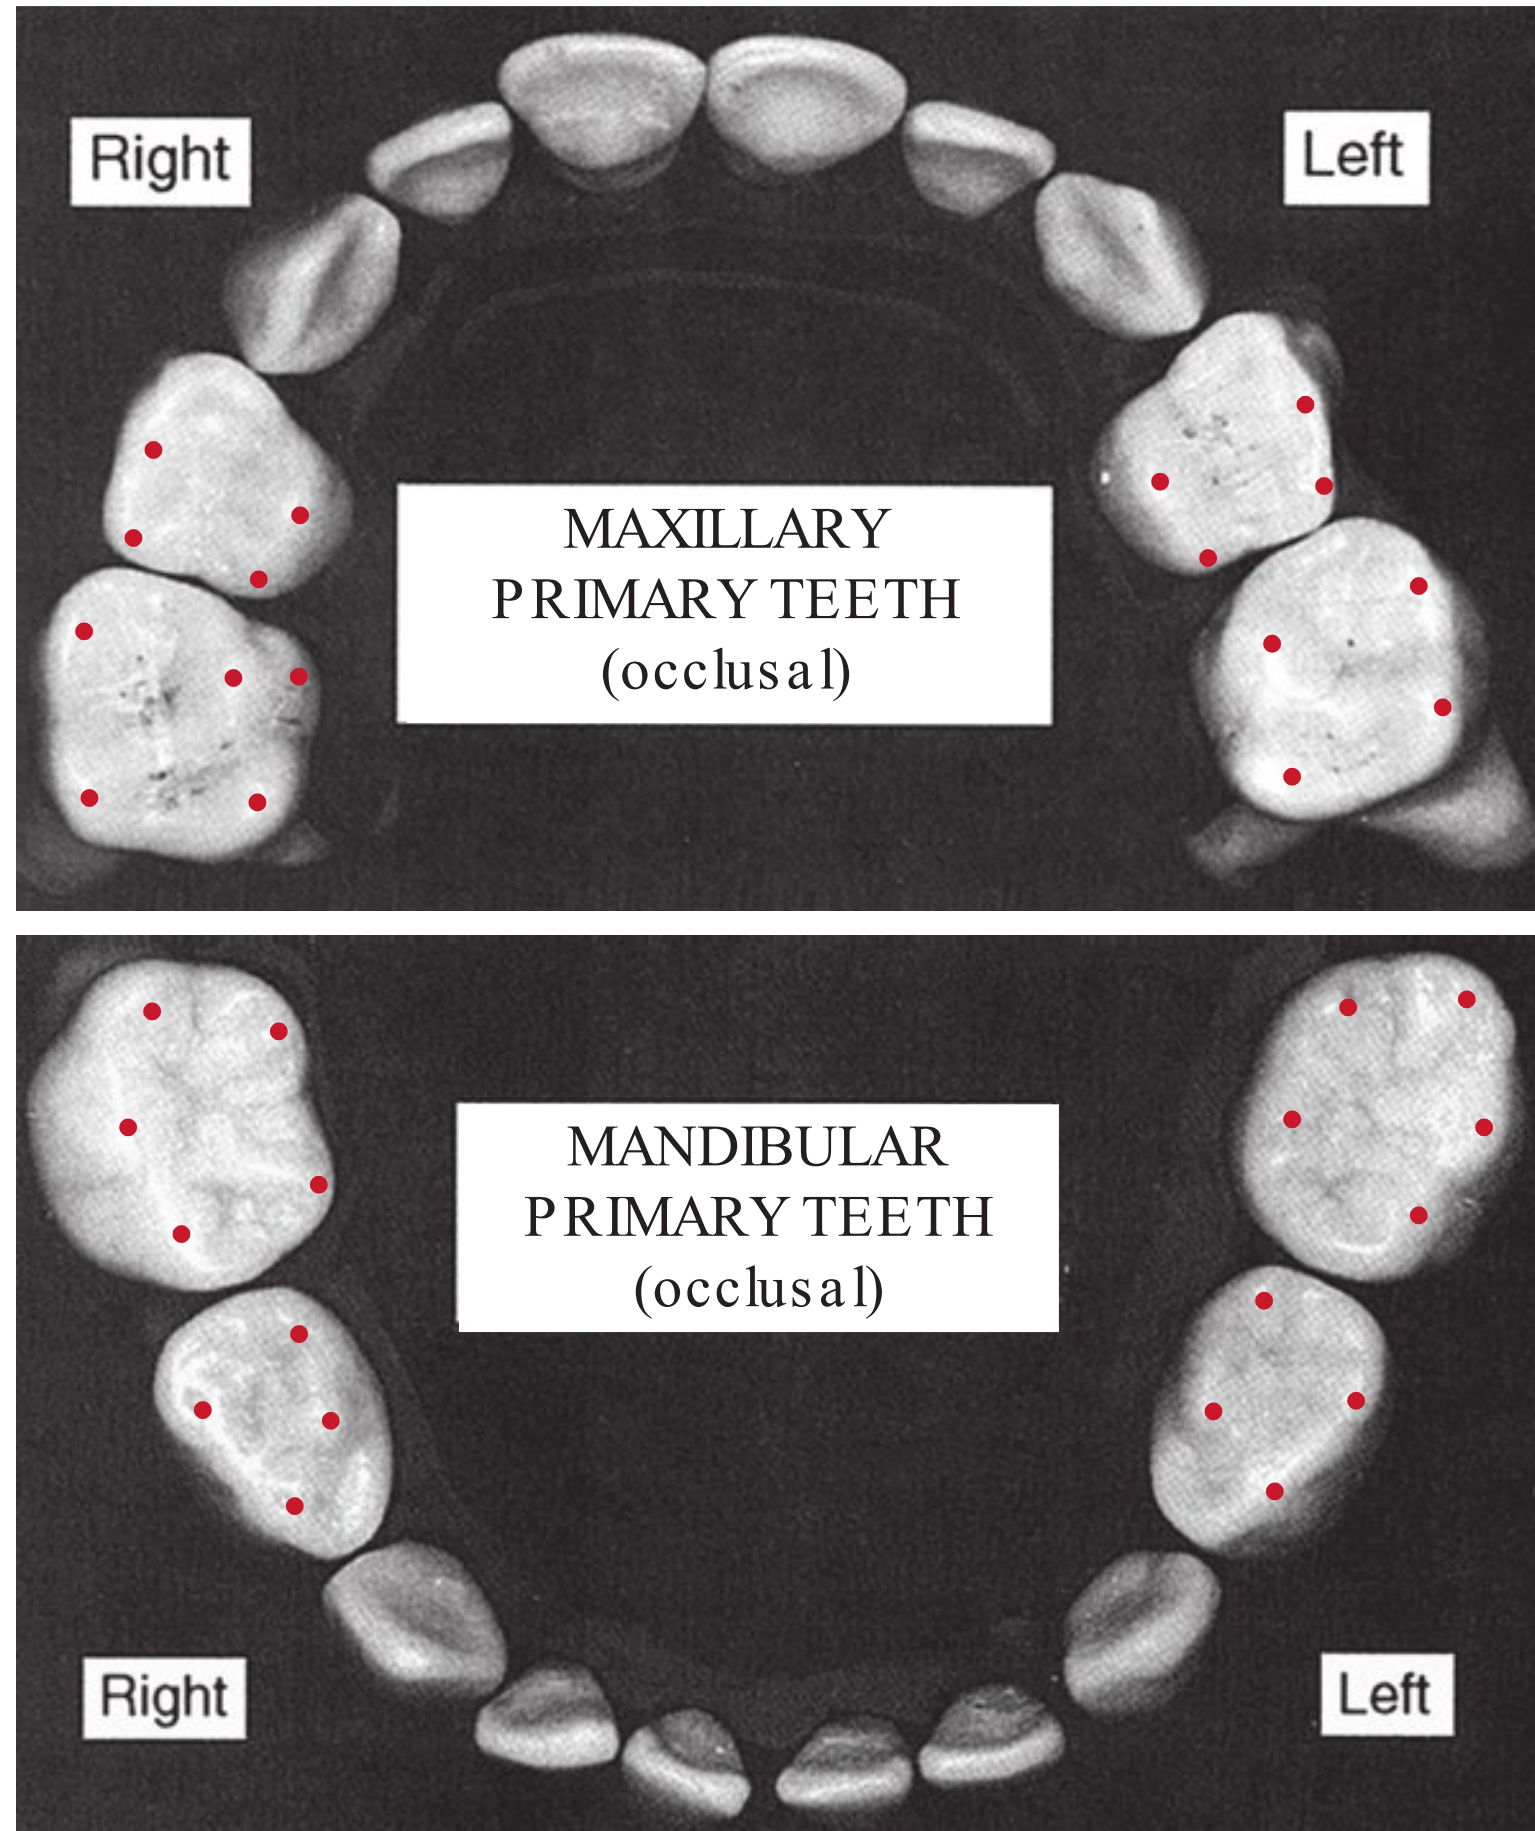 Right
Left
MAXILLARY
PRIMARY TEETH
(occlusal)
MANDIBULAR
PRIMARY TEETH
(occlusal)
Right
Left